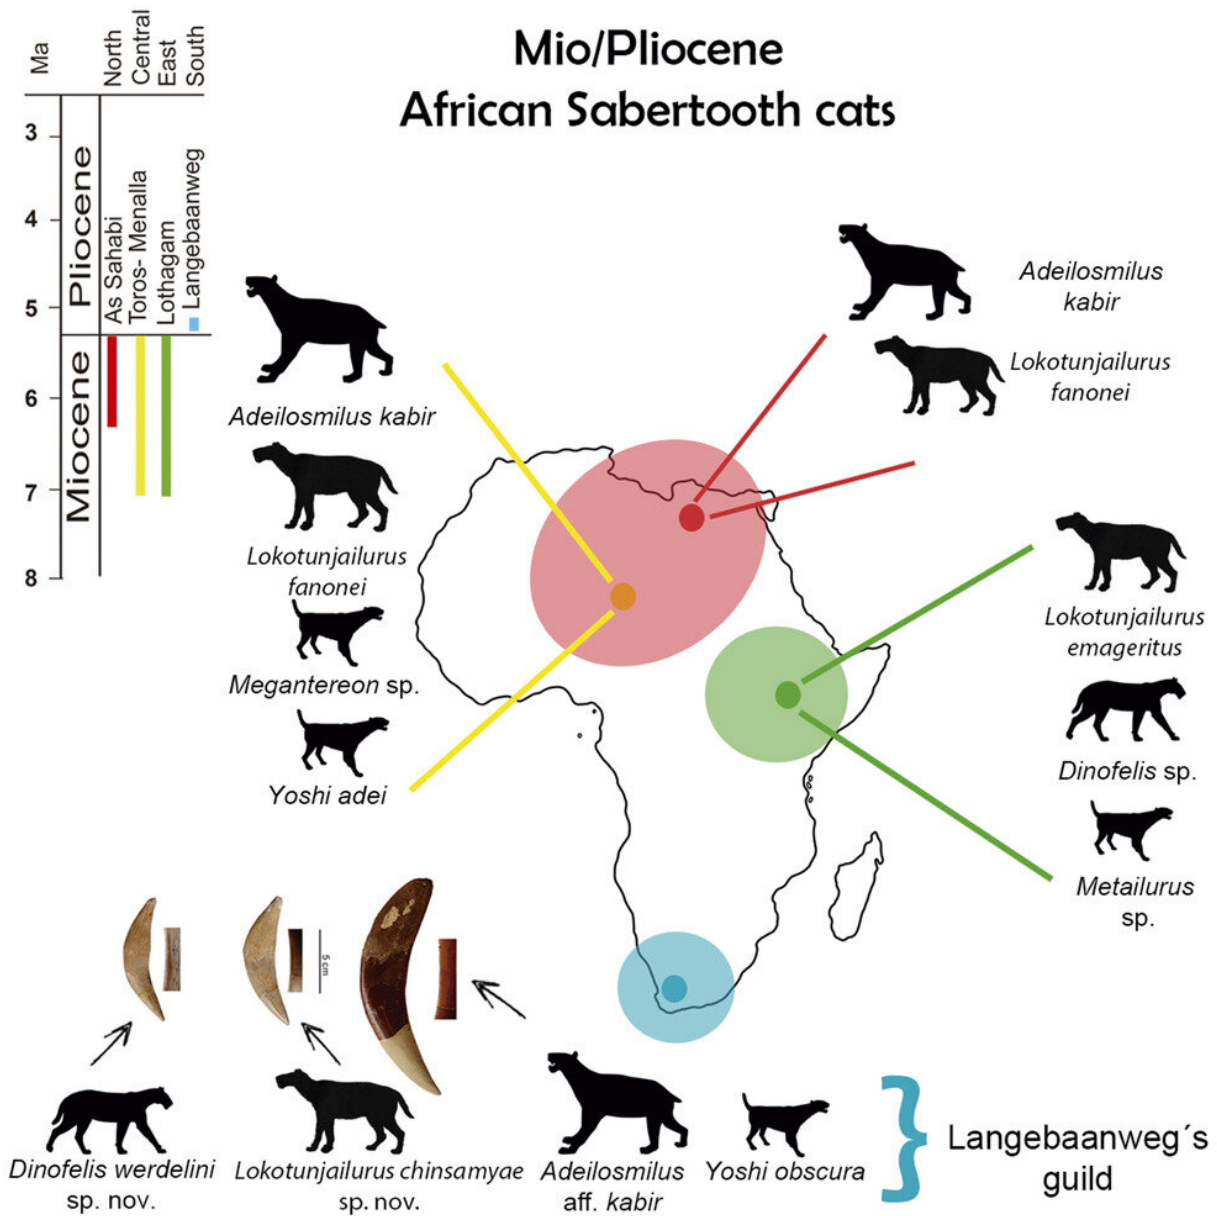 Mio/Pliocene
African Sabertooth cats
Ma
North
Central
East
South
3
4
5
6
7
8
Pliocene
Miocene
As Sahabi
Toros- Menalla
Lothagam
Langebaanweg
Adeilosmilus kabir
Lokotunjailurus
fanonei
Megantereon sp.
Yoshi adei
Adeilosmilus
kabir
Lokotunjailurus
fanonei
Lokotunjailurus
emageritus
Dinofelis sp.
Metailurus
sp.
5 cm
Dinofelis werdelini
sp. nov.
Lokotunjailurus chinsamyae
sp. nov.
Adeilosmilus
aff. kabir
Yoshi obscura
Langebaanweg´s
guild